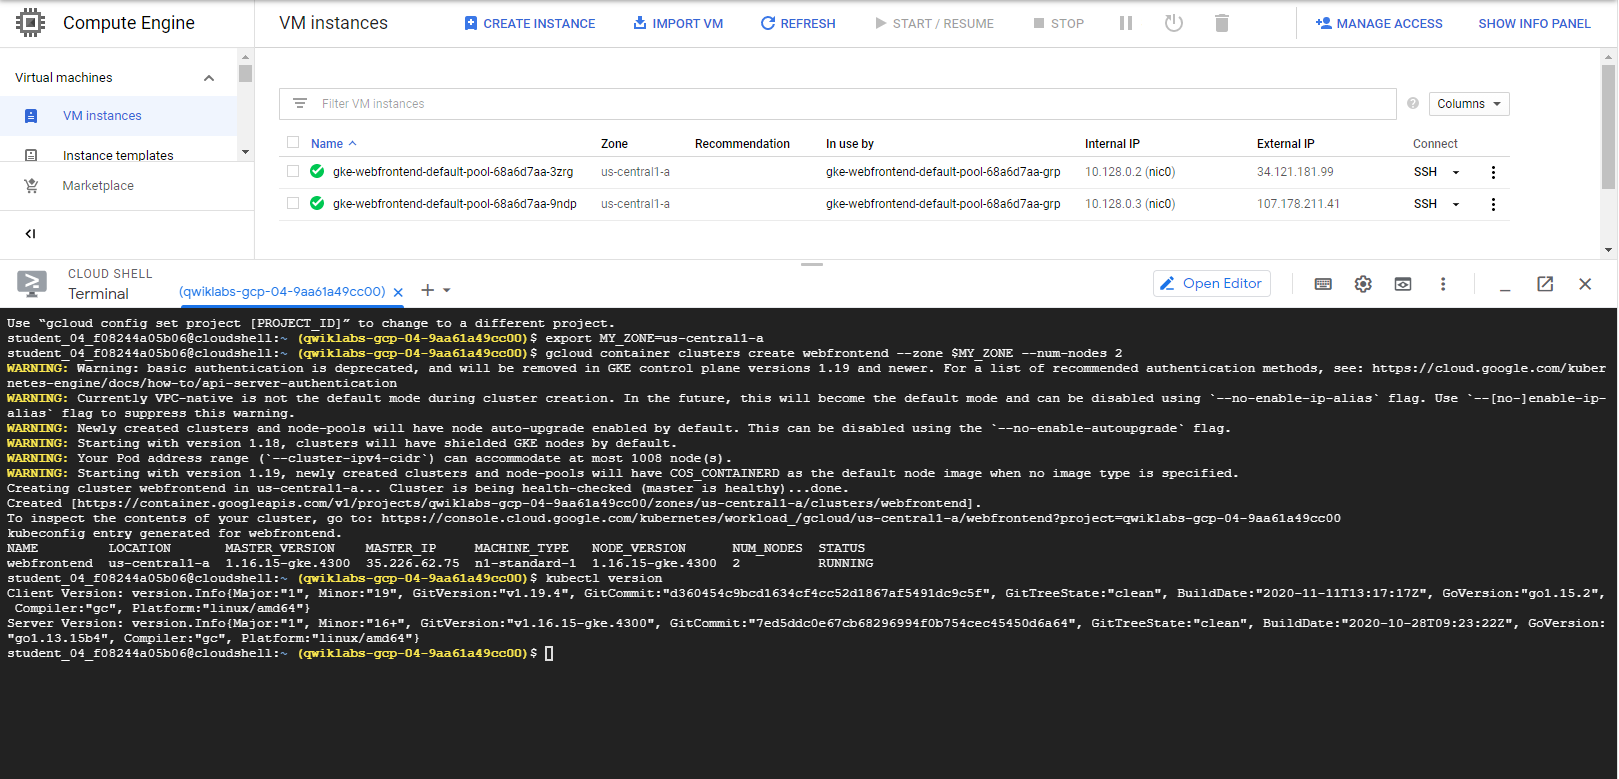 Compute Engine
VM instances
CREATE INSTANCE
IMPORT VM
REFRESH
START / RESUME
STOP
MANAGE ACCESS
SHOW INFO PANEL
Virtual machines
VM instances
Instance templates
Marketplace
Filter VM instances
Columns
Name Zone Recommendation In use by Internal IP External IP Connect
gke-webfrontend-default-pool-68a6d7aa-3zrg us-central1-a gke-webfrontend-default-pool-68a6d7aa-grp 10.128.0.2 (nic0) 34.121.181.99 SSH
gke-webfrontend-default-pool-68a6d7aa-9ndp us-central1-a gke-webfrontend-default-pool-68a6d7aa-grp 10.128.0.3 (nic0) 107.178.211.41 SSH
CLOUD SHELL
Terminal
(qwiklabs-gcp-04-9aa61a49cc00)
Open Editor
Use “gcloud config set project [PROJECT_ID]” to change to a different project.
student_04_f08244a05b06@cloudshell:~ (qwiklabs-gcp-04-9aa61a49cc00)$ export MY_ZONE=us-central1-a
student_04_f08244a05b06@cloudshell:~ (qwiklabs-gcp-04-9aa61a49cc00)$ gcloud container clusters create webfrontend --zone $MY_ZONE --num-nodes 2
WARNING: Warning: basic authentication is deprecated, and will be removed in GKE control plane versions 1.19 and newer. For a list of recommended authentication methods, see: https://cloud.google.com/kuber
netes-engine/docs/how-to/api-server-authentication
WARNING: Currently VPC-native is not the default mode during cluster creation. In the future, this will become the default mode and can be disabled using `--no-enable-ip-alias` flag. Use `--[no-]enable-ip-
alias` flag to suppress this warning.
WARNING: Newly created clusters and node-pools will have node auto-upgrade enabled by default. This can be disabled using the `--no-enable-autoupgrade` flag.
WARNING: Starting with version 1.18, clusters will have shielded GKE nodes by default.
WARNING: Your Pod address range (`--cluster-ipv4-cidr`) can accommodate at most 1008 node(s).
WARNING: Starting with version 1.19, newly created clusters and node-pools will have COS_CONTAINERD as the default node image when no image type is specified.
Creating cluster webfrontend in us-central1-a... Cluster is being health-checked (master is healthy)...done.
Created [https://container.googleapis.com/v1/projects/qwiklabs-gcp-04-9aa61a49cc00/zones/us-central1-a/clusters/webfrontend].
To inspect the contents of your cluster, go to: https://console.cloud.google.com/kubernetes/workload_/gcloud/us-central1-a/webfrontend?project=qwiklabs-gcp-04-9aa61a49cc00
kubeconfig entry generated for webfrontend.
NAME LOCATION MASTER_VERSION MASTER_IP MACHINE_TYPE NODE_VERSION NUM_NODES STATUS
webfrontend us-central1-a 1.16.15-gke.4300 35.226.62.75 n1-standard-1 1.16.15-gke.4300 2 RUNNING
student_04_f08244a05b06@cloudshell:~ (qwiklabs-gcp-04-9aa61a49cc00)$ kubectl version
Client Version: version.Info{Major:"1", Minor:"19", GitVersion:"v1.19.4", GitCommit:"d360454c9bcd1634cf4cc52d1867af5491dc9c5f", GitTreeState:"clean", BuildDate:"2020-11-11T13:17:17Z", GoVersion:"go1.15.2",
Compiler:"gc", Platform:"linux/amd64"}
Server Version: version.Info{Major:"1", Minor:"16+", GitVersion:"v1.16.15-gke.4300", GitCommit:"7ed5ddc0e67cb68296994f0b754cec45450d6a64", GitTreeState:"clean", BuildDate:"2020-10-28T09:23:22Z", GoVersion:
"go1.13.15b4", Compiler:"gc", Platform:"linux/amd64"}
student_04_f08244a05b06@cloudshell:~ (qwiklabs-gcp-04-9aa61a49cc00)$